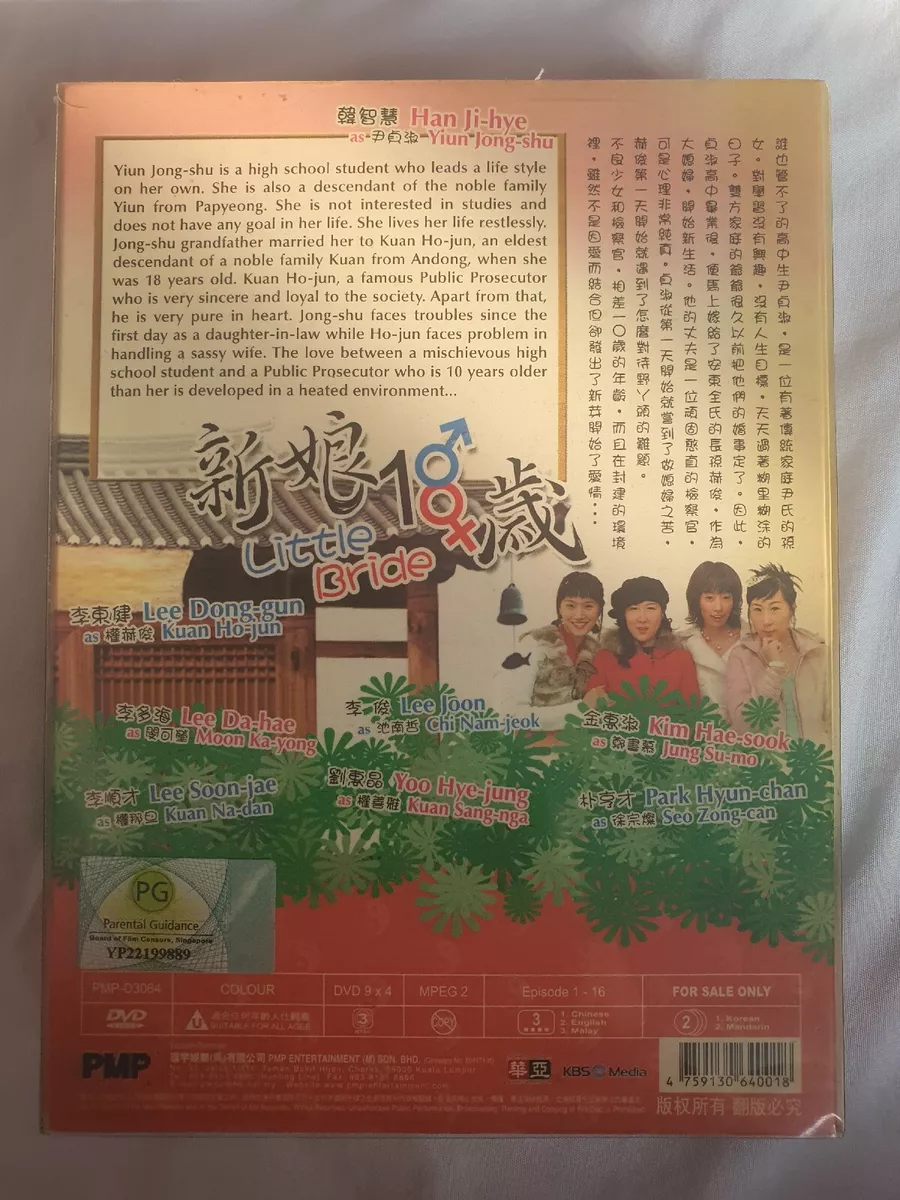 韓智慧 Han Ji-hye
as 尹貞淑 Yiun Jong-shu
Yiun Jong-shu is a high school student who leads a life style
on her own. She is also a descendant of the noble family
Yiun from Papyeong. She is not interested in studies and
does not have any goal in her life. She lives her life restlessly.
Jong-shu grandfather married her to Kuan Ho-jun, an eldest
descendant of a noble family Kuan from Andong, when she
was 18 years old. Kuan Ho-jun, a famous Public Prosecutor
who is very sincere and loyal to the society. Apart from that,
he is very pure in heart. Jong-shu faces troubles since the
first day as a daughter-in-law while Ho-jun faces problem in
handling a sassy wife. The love between a mischievous high
school student and a Public Prosecutor who is 10 years older
than her is developed in a heated environment...
誰也管不了的高中生尹貞淑，是一位有著傳統家庭尹氏的孫
女。對學習沒有興趣，沒有人生目標，天天過著糊里糊涂的
日子。雙方家庭的爺爺很久以前把他們的婚事定了。因此，
貞淑高中畢業後，便馬上嫁給了安東全氏的長孫赫俊，作為
大媳婦，開始新生活。他的丈夫是一位頑固憨直的檢察官，
可是心理非常純真。貞淑從第一天開始就嘗到了做媳婦之苦，
赫俊第一天開始就遇到了怎麼對待野丫頭的難題。
不良少女和檢察官，相差一〇歲的年齡，而且在封建的環境
裡，雖然不是因愛而結合但卻發出了新芽開始了愛情...
新娘18歲
Little
Bride
李東健 Lee Dong-gun
as 權赫俊 Kuan Ho-jun
李多海 Lee Da-hae
as 閔可蓉 Moon Ka-yong
李俊 Lee Joon
as 池南哲 Chi Nam-jeok
金惠淑 Kim Hae-sook
as Jung Su-mo
李順才 Lee Soon-jae
as 權那旦 Kuan Na-dan
劉惠晶 Yoo Hye-jung
as 權善雅 Kuan Sang-nga
朴亨才 Park Hyun-chan
as 徐宗燦 Seo Zong-can
PG
Parental Guidance
Board of Film Censors, Singapore
YP22199889
PMP-D3064
COLOUR
DVD 9 x 4
MPEG 2
Episode 1 - 16
FOR SALE ONLY
DVD
VIDEO
U 適合任何年齡人仕觀看
SUITABLE FOR ALL AGES
3
COPY
3
1. Chinese
2. English
3. Malay
2
1. Korean
2. Mandarin
PMP
PMP ENTERTAINMENT (M) SDN. BHD.
華亞
KBS Media
4 759130 640018
版权所有 翻版必究